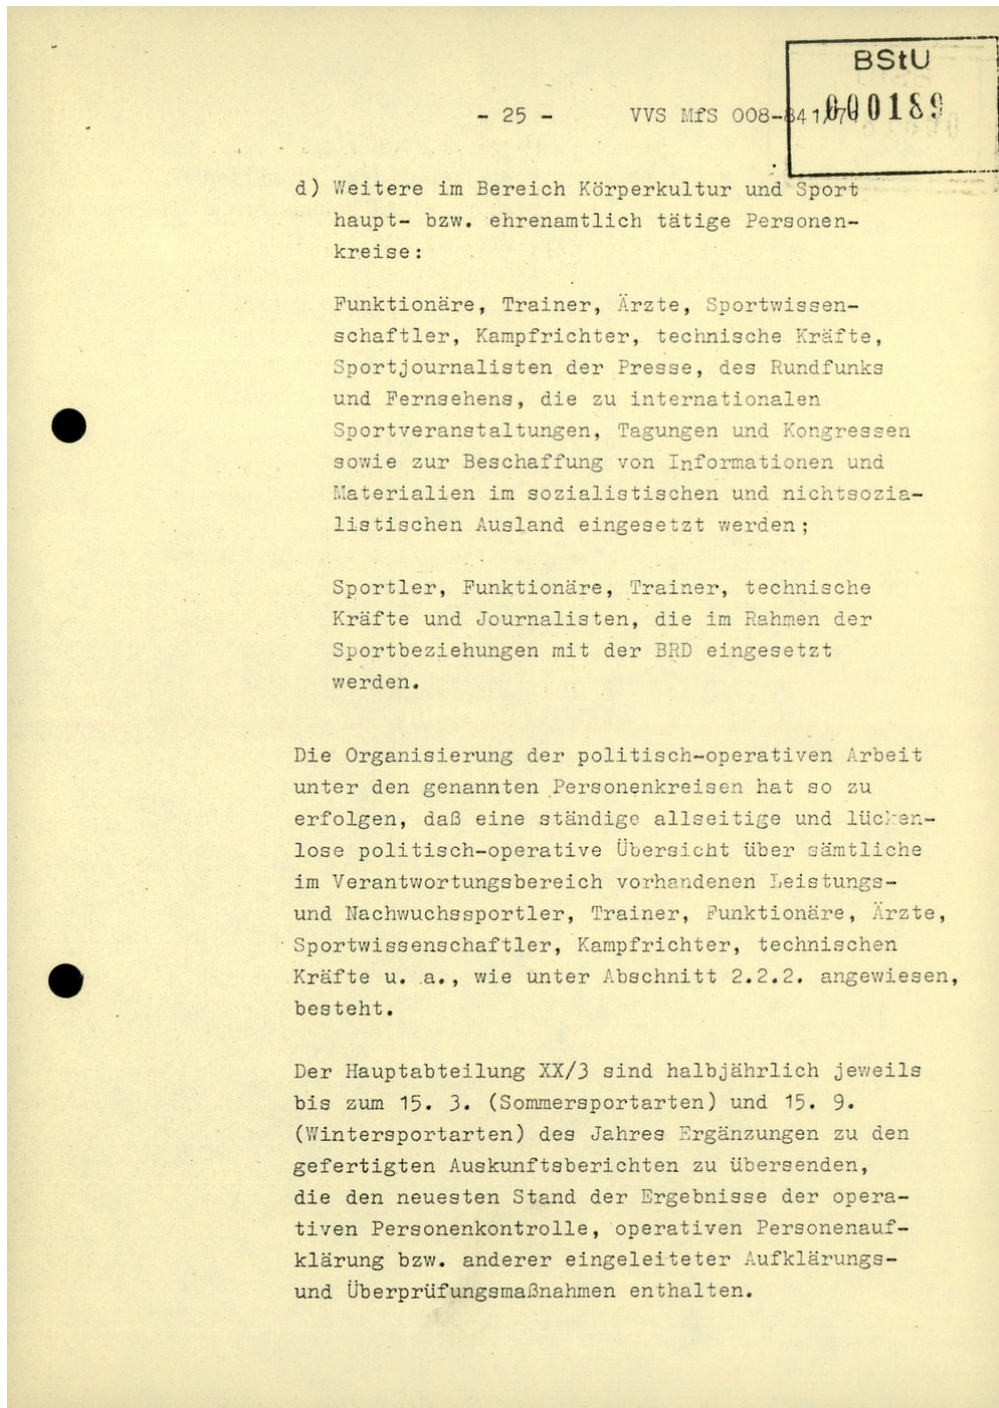 BStU
000189
- 25 - VVS MfS 008-
d) Weitere im Bereich Körperkultur und Sport
haupt- bzw. ehrenamtlich tätige Personen-
kreise:
Funktionäre, Trainer, Ärzte, Sportwissen-
schaftler, Kampfrichter, technische Kräfte,
Sportjournalisten der Presse, des Rundfunks
und Fernsehens, die zu internationalen
Sportveranstaltungen, Tagungen und Kongressen
sowie zur Beschaffung von Informationen und
Materialien im sozialistischen und nichtsozia-
listischen Ausland eingesetzt werden;
Sportler, Funktionäre, Trainer, technische
Kräfte und Journalisten, die im Rahmen der
Sportbeziehungen mit der BRD eingesetzt
werden.
Die Organisierung der politisch-operativen Arbeit
unter den genannten Personenkreisen hat so zu
erfolgen, daß eine ständige allseitige und lücken-
lose politisch-operative Übersicht über sämtliche
im Verantwortungsbereich vorhandenen Leistungs-
und Nachwuchssportler, Trainer, Funktionäre, Ärzte,
Sportwissenschaftler, Kampfrichter, technischen
Kräfte u. a., wie unter Abschnitt 2.2.2. angewiesen,
besteht.
Der Hauptabteilung XX/3 sind halbjährlich jeweils
bis zum 15. 3. (Sommersportarten) und 15. 9.
(Wintersportarten) des Jahres Ergänzungen zu den
gefertigten Auskunftsberichten zu übersenden,
die den neuesten Stand der Ergebnisse der opera-
tiven Personenkontrolle, operativen Personenauf-
klärung bzw. anderer eingeleiteter Aufklärungs-
und Überprüfungsmaßnahmen enthalten.